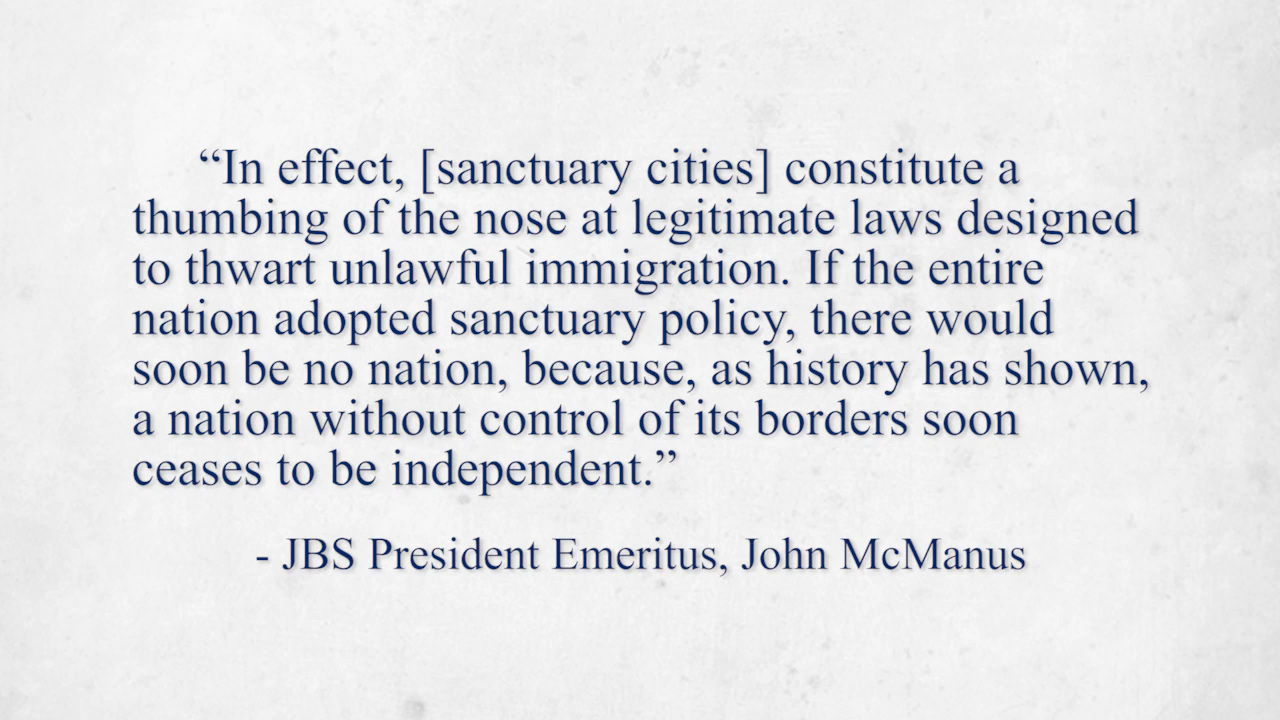 “In effect, [sanctuary cities] constitute a
thumbing of the nose at legitimate laws designed
to thwart unlawful immigration. If the entire
nation adopted sanctuary policy, there would
soon be no nation, because, as history has shown,
a nation without control of its borders soon
ceases to be independent.”
- JBS President Emeritus, John McManus